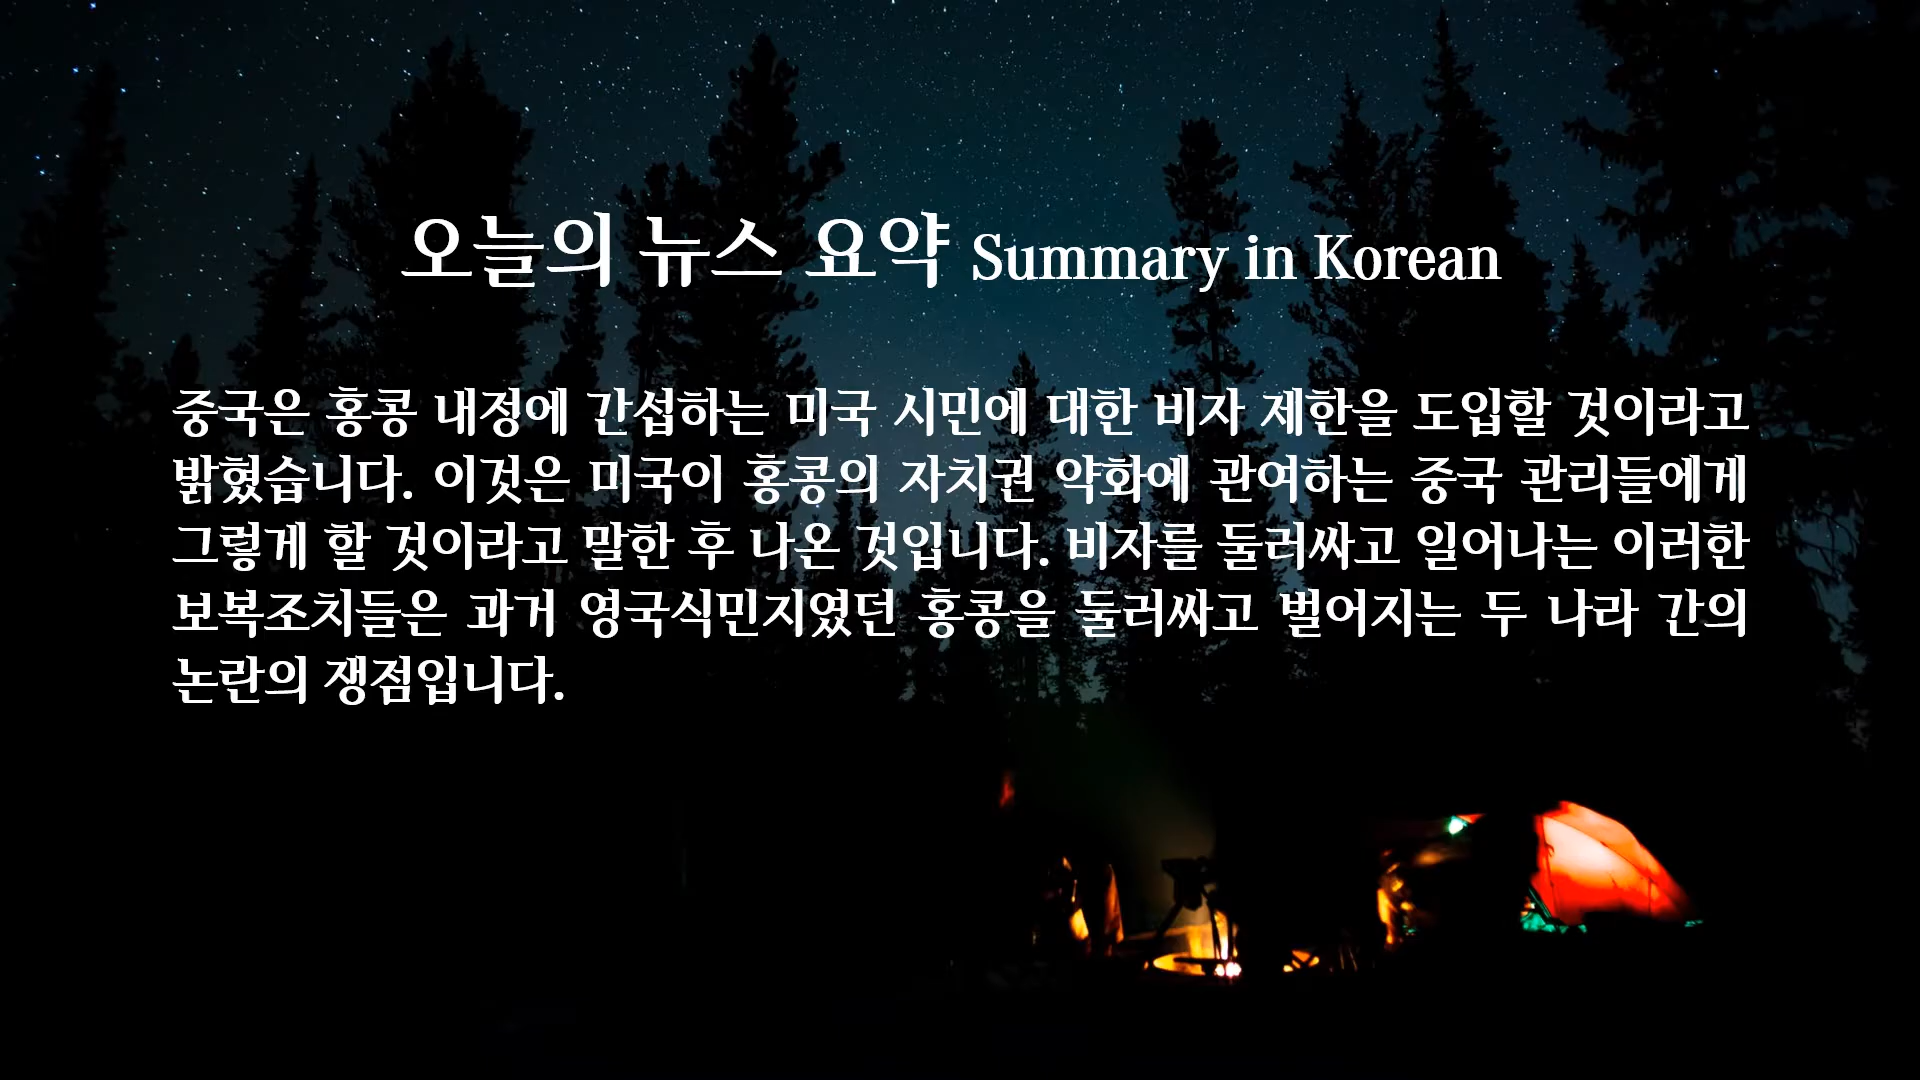 오늘의 뉴스 요약 Summary in Korean
중국은 홍콩 내정에 간섭하는 미국 시민에 대한 비자 제한을 도입할 것이라고
밝혔습니다. 이것은 미국이 홍콩의 자치권 약화에 관여하는 중국 관리들에게
그렇게 할 것이라고 말한 후 나온 것입니다. 비자를 둘러싸고 일어나는 이러한
보복조치들은 과거 영국식민지였던 홍콩을 둘러싸고 벌어지는 두 나라 간의
논란의 쟁점입니다.